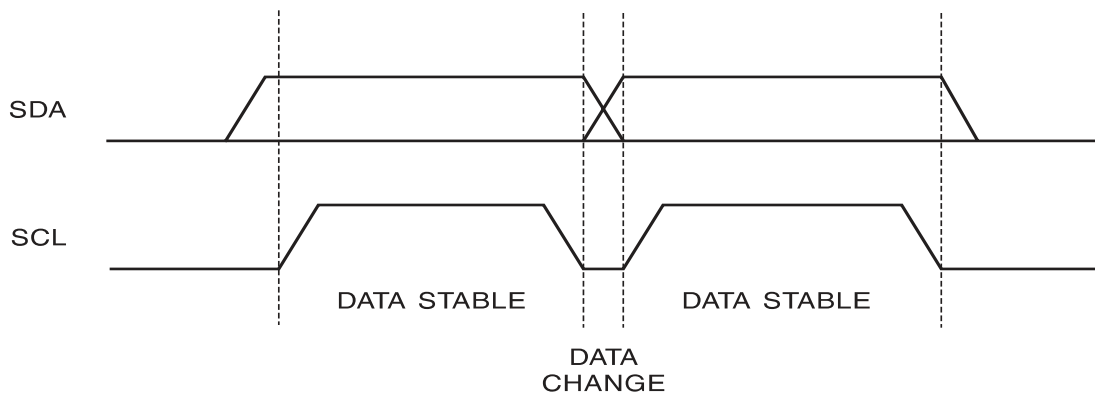 SDA
SCL
DATA STABLE
DATA STABLE
DATA
CHANGE